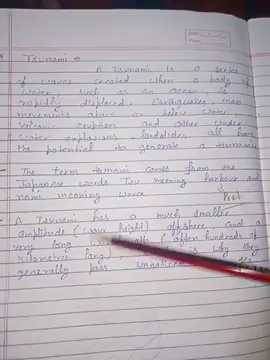 Tsunami :
A Tsunami is a series
of waves created when a body of
water, such as an ocean, is
rapidly displaced. Earthquakes, mass
movements above or below water,
volcanic eruption and other under
water explosions landslides, all have
the potential to generate a tsunami
The term tsunami comes from the
Japanese words Tsu meaning harbour and
nami meaning wave
A Tsunami has a much smaller
amplitude (wave height) offshore and a
very long (often hundreds of
kilometres long), is why they
generally pass unnoticed